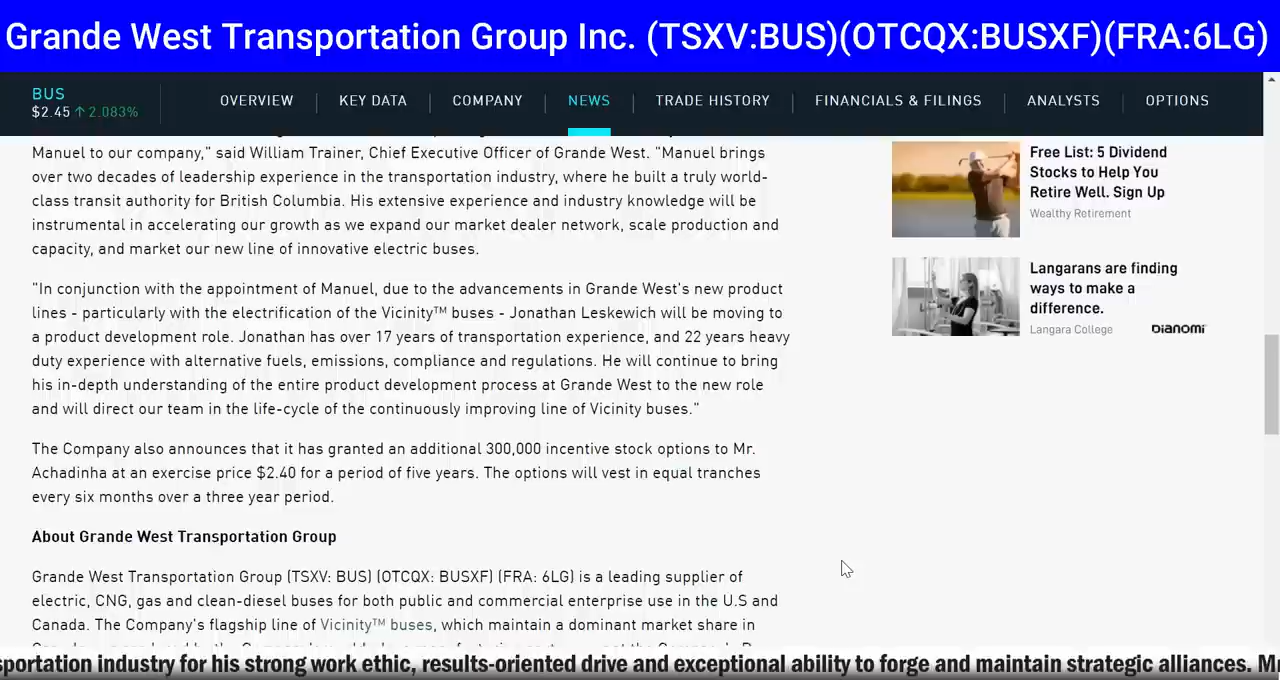 Grande West Transportation Group Inc. (TSXV:BUS)(OTCQX:BUSXF)(FRA:6LG)
BUS
$2.45 ↑ 2.083%
OVERVIEW
KEY DATA
COMPANY
NEWS
TRADE HISTORY
FINANCIALS & FILINGS
ANALYSTS
OPTIONS
Manuel to our company," said William Trainer, Chief Executive Officer of Grande West. "Manuel brings
over two decades of leadership experience in the transportation industry, where he built a truly world-
class transit authority for British Columbia. His extensive experience and industry knowledge will be
instrumental in accelerating our growth as we expand our market dealer network, scale production and
capacity, and market our new line of innovative electric buses.
"In conjunction with the appointment of Manuel, due to the advancements in Grande West's new product
lines - particularly with the electrification of the Vicinity™ buses - Jonathan Leskewich will be moving to
a product development role. Jonathan has over 17 years of transportation experience, and 22 years heavy
duty experience with alternative fuels, emissions, compliance and regulations. He will continue to bring
his in-depth understanding of the entire product development process at Grande West to the new role
and will direct our team in the life-cycle of the continuously improving line of Vicinity buses."
The Company also announces that it has granted an additional 300,000 incentive stock options to Mr.
Achadinha at an exercise price $2.40 for a period of five years. The options will vest in equal tranches
every six months over a three year period.
About Grande West Transportation Group
Grande West Transportation Group (TSXV: BUS) (OTCQX: BUSXF) (FRA: 6LG) is a leading supplier of
electric, CNG, gas and clean-diesel buses for both public and commercial enterprise use in the U.S and
Canada. The Company's flagship line of Vicinity™ buses, which maintain a dominant market share in
Free List: 5 Dividend
Stocks to Help You
Retire Well. Sign Up
Wealthy Retirement
Langarans are finding
ways to make a
difference.
Langara College
DIANOMI
sportation industry for his strong work ethic, results-oriented drive and exceptional ability to forge and maintain strategic alliances. Mr